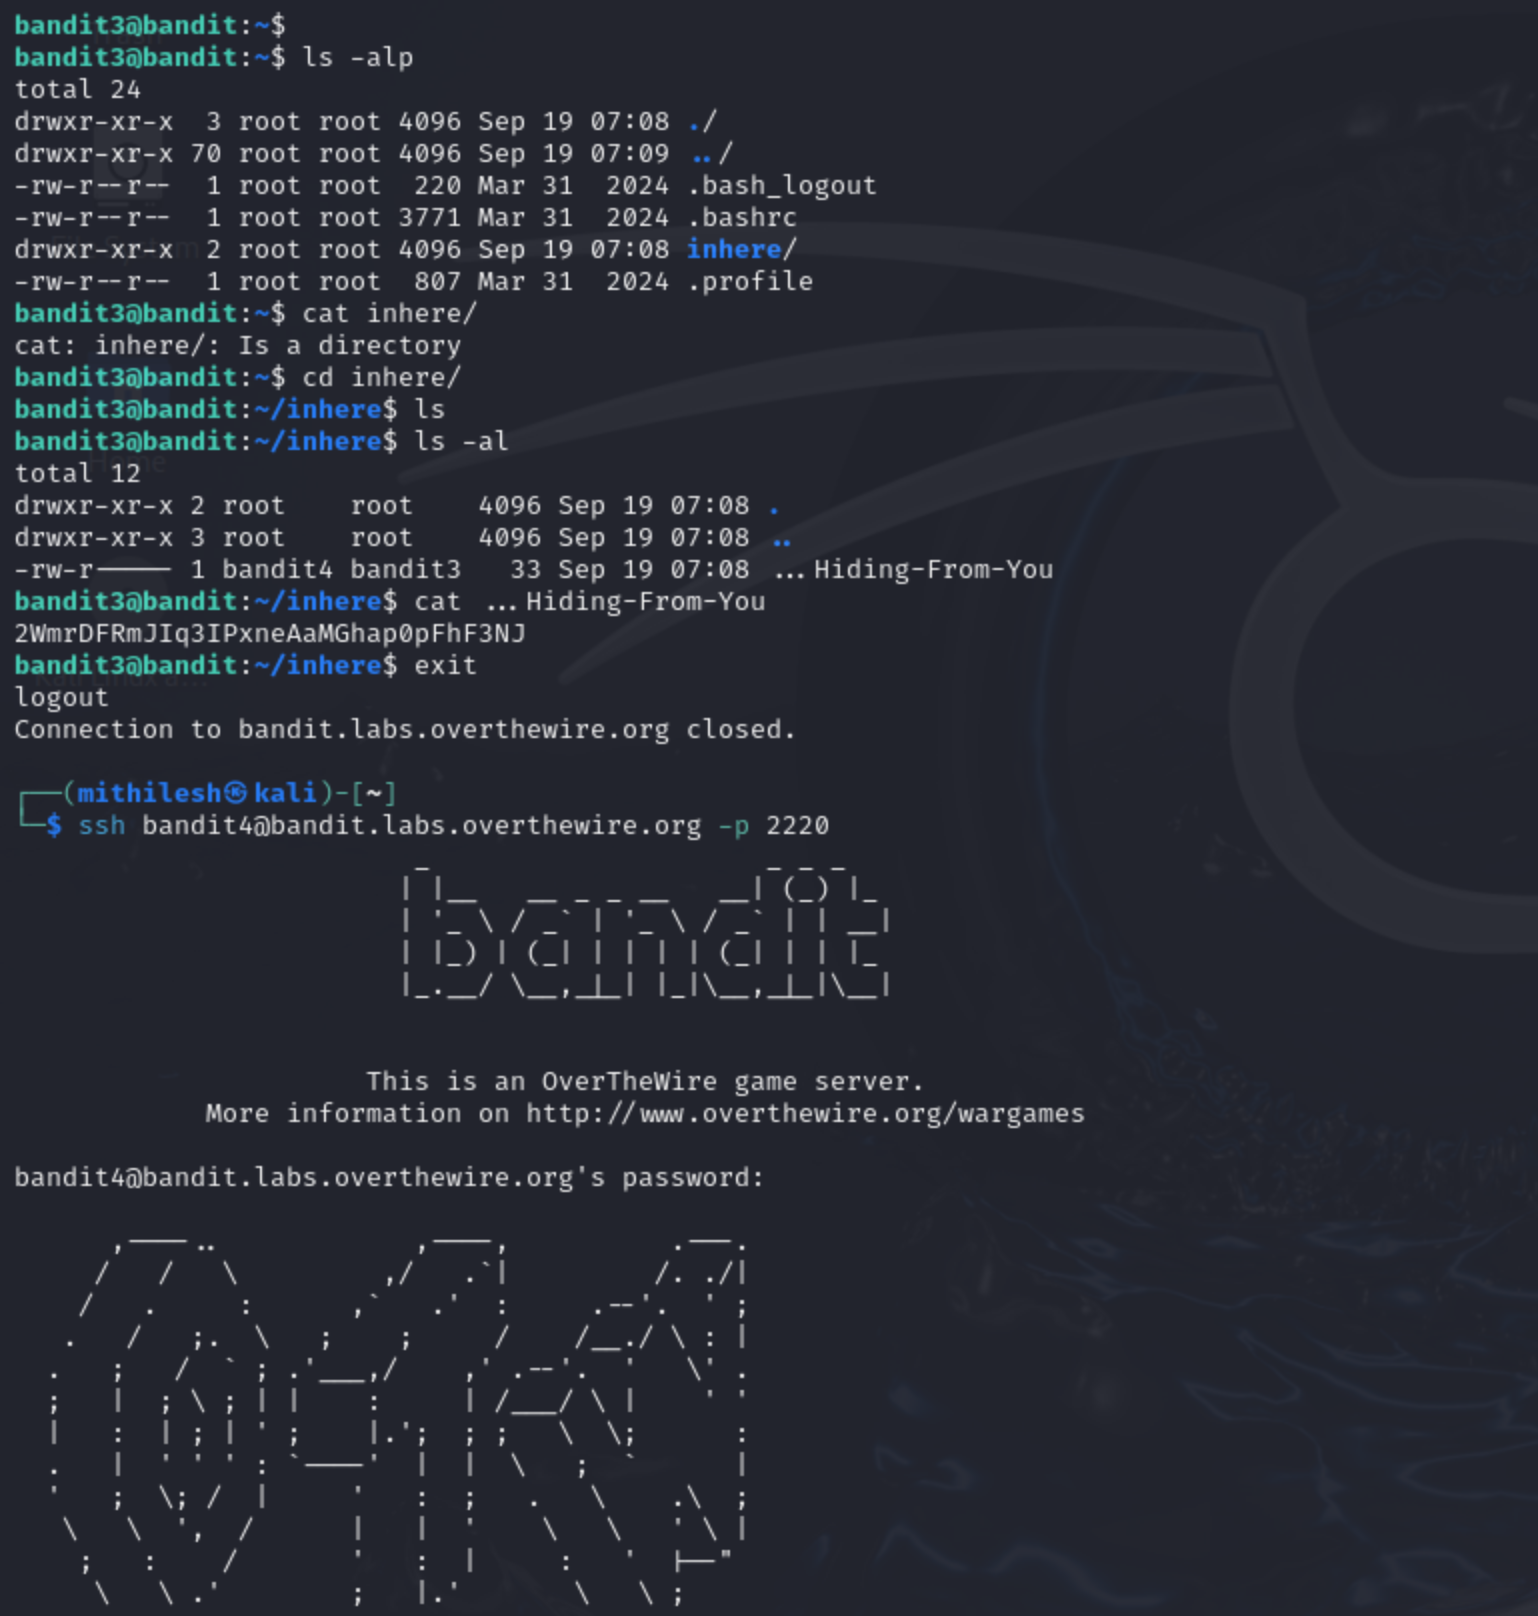 bandit3@bandit:~$
bandit3@bandit:~$ ls -alp
total 24
drwxr-xr-x  3 root root 4096 Sep 19 07:08 ./
drwxr-xr-x 70 root root 4096 Sep 19 07:09 ../
-rw-r--r--  1 root root  220 Mar 31  2024 .bash_logout
-rw-r--r--  1 root root 3771 Mar 31  2024 .bashrc
drwxr-xr-x  2 root root 4096 Sep 19 07:08 inhere/
-rw-r--r--  1 root root  807 Mar 31  2024 .profile
bandit3@bandit:~$ cat inhere/
cat: inhere/: Is a directory
bandit3@bandit:~$ cd inhere/
bandit3@bandit:~/inhere$ ls
bandit3@bandit:~/inhere$ ls -al
total 12
drwxr-xr-x 2 root    root    4096 Sep 19 07:08 .
drwxr-xr-x 3 root    root    4096 Sep 19 07:08 ..
-rw-r----- 1 bandit4 bandit3   33 Sep 19 07:08 ...Hiding-From-You
bandit3@bandit:~/inhere$ cat ...Hiding-From-You
2WmrDFRmJIq3IPxneAaMGhap0pFhF3NJ
bandit3@bandit:~/inhere$ exit
logout
Connection to bandit.labs.overthewire.org closed.
(mithilesh㉿kali)-[~]
$ ssh bandit4@bandit.labs.overthewire.org -p 2220
bandit
This is an OverTheWire game server.
More information on http://www.overthewire.org/wargames
bandit4@bandit.labs.overthewire.org's password: